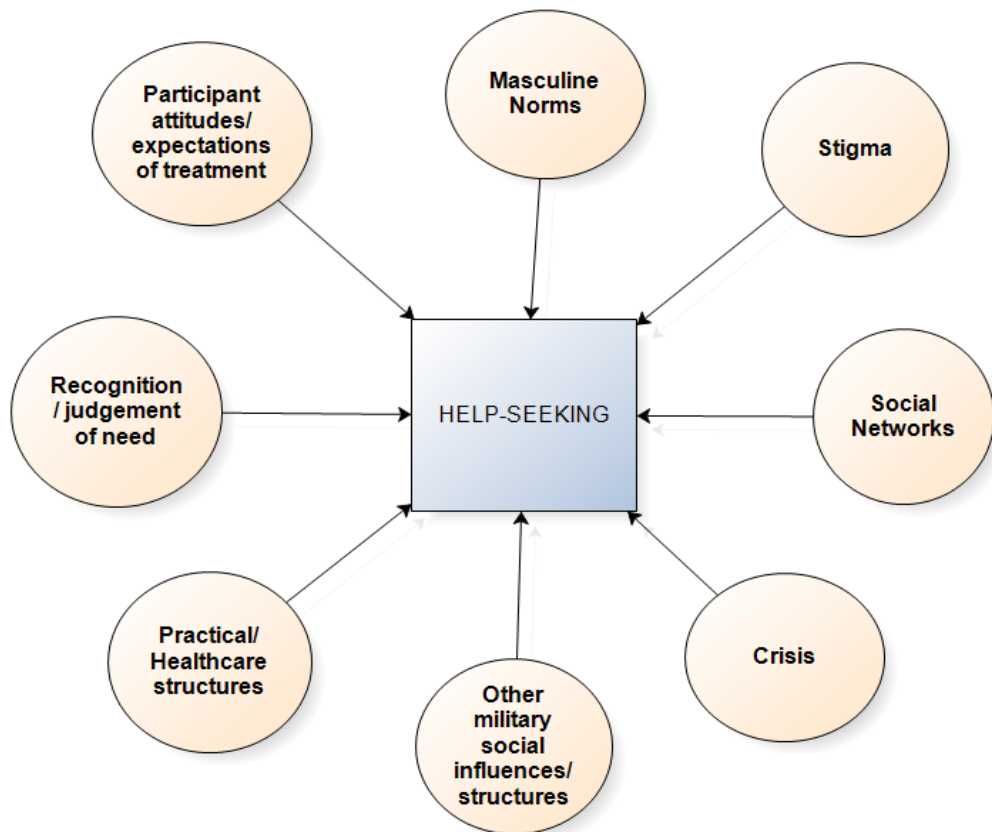 Participant
attitudes/
expectations
of treatment
Masculine
Norms
Stigma
Recognition
/ judgement
of need
HELP-SEEKING
Social
Networks
Practical/
Healthcare
structures
Other
military
social
influences/
structures
Crisis